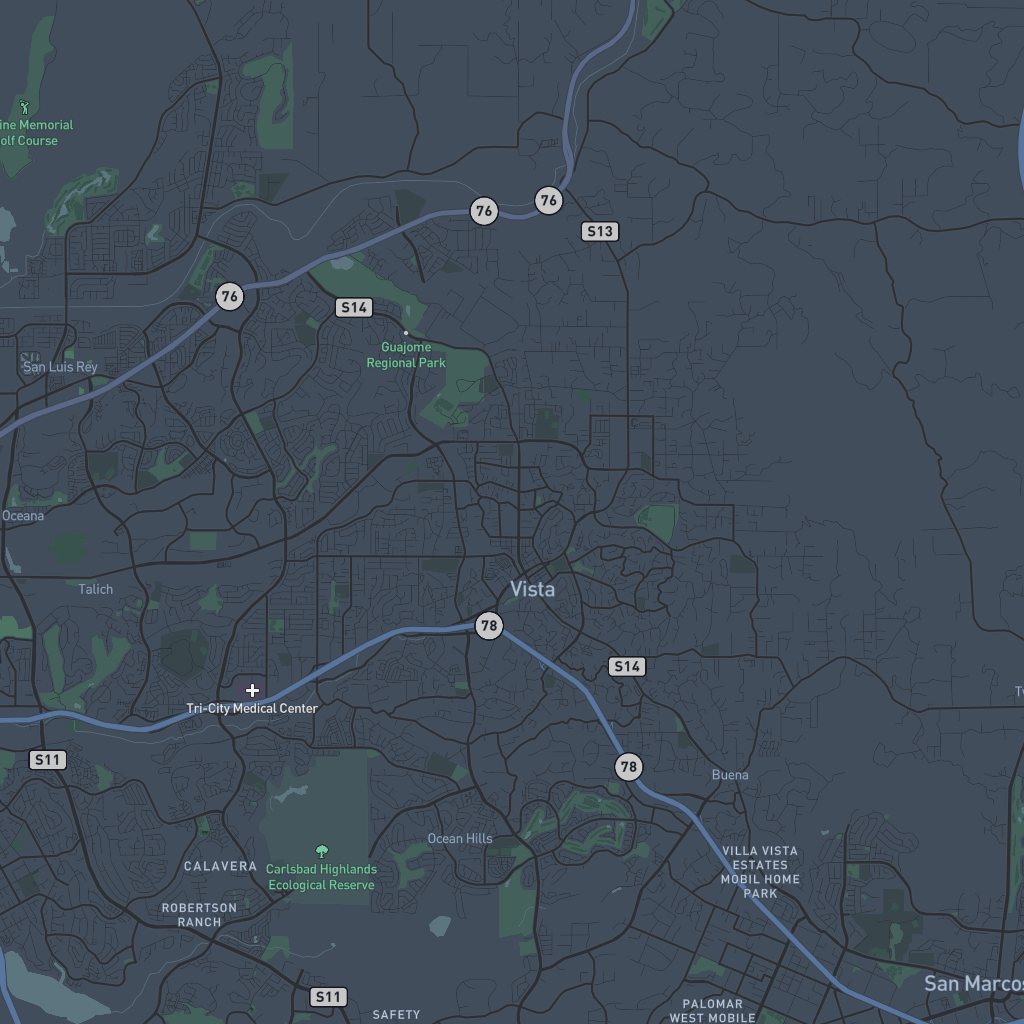 ine Memorial
olf Course
76
76
S13
76
S14
Guajome
Regional Park
San Luis Rey
Oceana
Talich
Vista
78
S14
Tri-City Medical Center
S11
78
Buena
Ocean Hills
CALAVERA
Carlsbad Highlands
Ecological Reserve
VILLA VISTA
ESTATES
MOBIL HOME
PARK
ROBERTSON
RANCH
San Marcos
S11
SAFETY
PALOMAR
WEST MOBILE